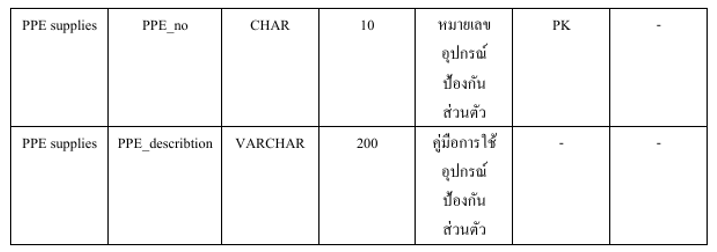 PPE supplies PPE_no CHAR 10 หมายเลข PK -
อุปกรณ์
ป้องกัน
ส่วนตัว
PPE supplies PPE_describtion VARCHAR 200 คู่มือการใช้ - -
อุปกรณ์
ป้องกัน
ส่วนตัว